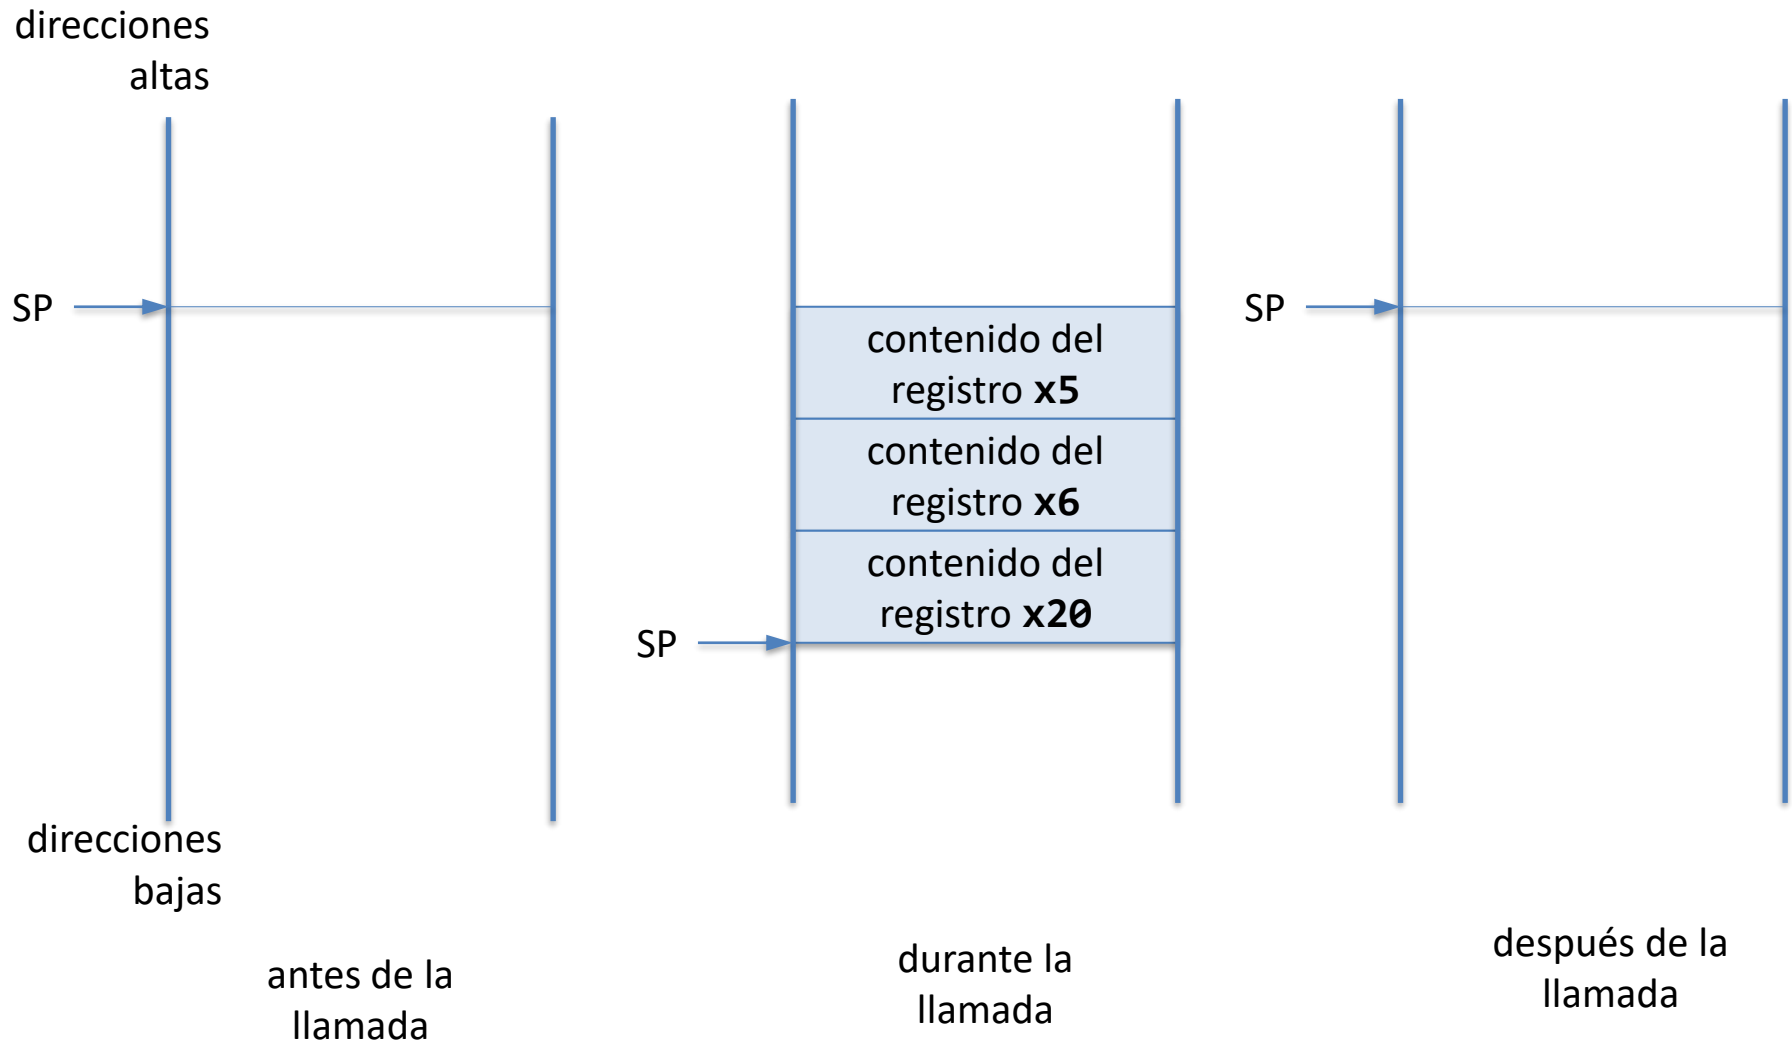 direcciones
altas
SP
direcciones
bajas
antes de la
llamada
contenido del
registro x5
contenido del
registro x6
contenido del
registro x20
SP
durante la
llamada
SP
después de la
llamada